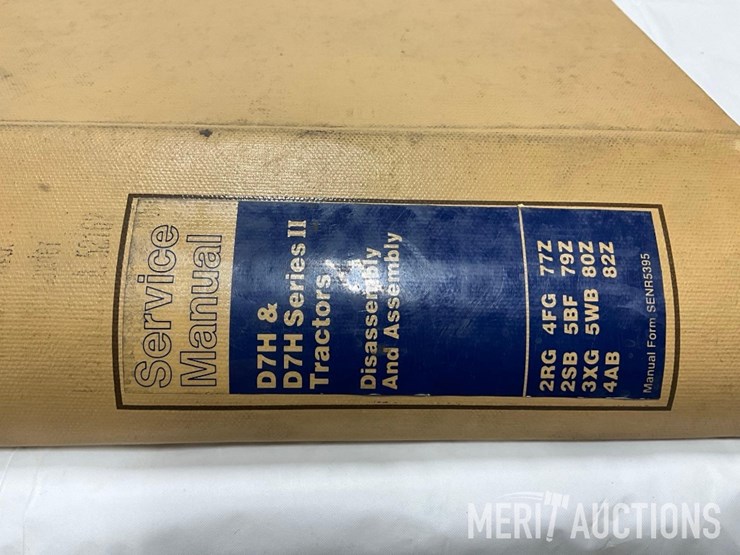 Service
Manual
D7H &
D7H Series II
Tractors
Disassembly
And Assembly
2RG 4FG 77Z
2SB 5BF 79Z
3XG 5WB 80Z
4AB 82Z
Manual Form SENR5395
MERIT AUCTIONS